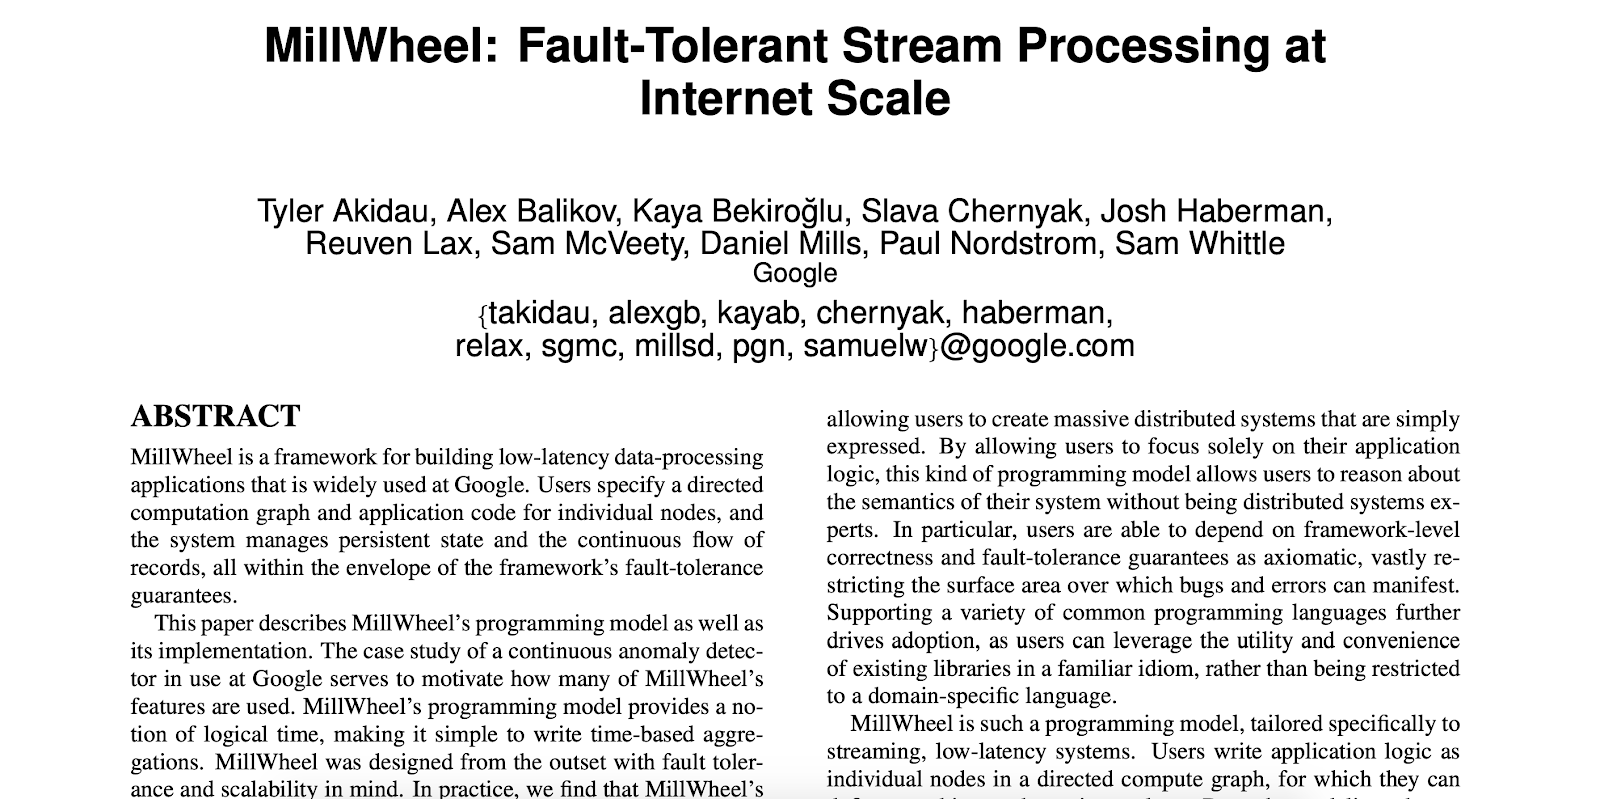 MillWheel: Fault-Tolerant Stream Processing at
Internet Scale
Tyler Akidau, Alex Balikov, Kaya Bekiroğlu, Slava Chernyak, Josh Haberman,
Reuven Lax, Sam McVeety, Daniel Mills, Paul Nordstrom, Sam Whittle
Google
{takidau, alexgb, kayab, chernyak, haberman,
relax, sgmc, millsd, pgn, samuelw}@google.com
ABSTRACT
MillWheel is a framework for building low-latency data-processing
applications that is widely used at Google. Users specify a directed
computation graph and application code for individual nodes, and
the system manages persistent state and the continuous flow of
records, all within the envelope of the framework's fault-tolerance
guarantees.
This paper describes MillWheel's programming model as well as
its implementation. The case study of a continuous anomaly detec-
tor in use at Google serves to motivate how many of MillWheel's
features are used. MillWheel's programming model provides a no-
tion of logical time, making it simple to write time-based aggre-
gations. MillWheel was designed from the outset with fault toler-
ance and scalability in mind. In practice, we find that MillWheel's
allowing users to create massive distributed systems that are simply
expressed. By allowing users to focus solely on their application
logic, this kind of programming model allows users to reason about
the semantics of their system without being distributed systems ex-
perts. In particular, users are able to depend on framework-level
correctness and fault-tolerance guarantees as axiomatic, vastly re-
stricting the surface area over which bugs and errors can manifest.
Supporting a variety of common programming languages further
drives adoption, as users can leverage the utility and convenience
of existing libraries in a familiar idiom, rather than being restricted
to a domain-specific language.
MillWheel is such a programming model, tailored specifically to
streaming, low-latency systems. Users write application logic as
individual nodes in a directed compute graph, for which they can